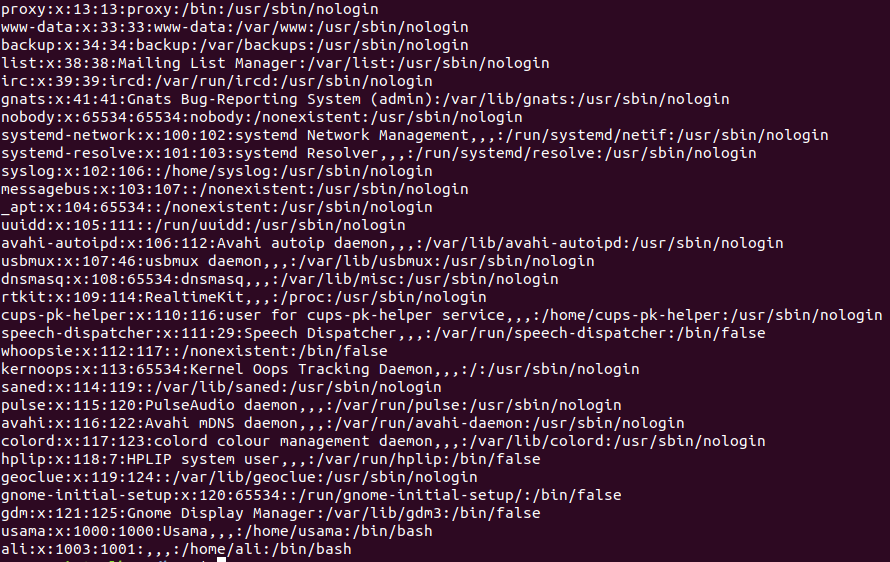 proxy:x:13:13:proxy:/bin:/usr/sbin/nologin
www-data:x:33:33:www-data:/var/www:/usr/sbin/nologin
backup:x:34:34:backup:/var/backups:/usr/sbin/nologin
list:x:38:38:Mailing List Manager:/var/list:/usr/sbin/nologin
irc:x:39:39:ircd:/var/run/ircd:/usr/sbin/nologin
gnats:x:41:41:Gnats Bug-Reporting System (admin):/var/lib/gnats:/usr/sbin/nologin
nobody:x:65534:65534:nobody:/nonexistent:/usr/sbin/nologin
systemd-network:x:100:102:systemd Network Management,,,:/run/systemd/netif:/usr/sbin/nologin
systemd-resolve:x:101:103:systemd Resolver,,,:/run/systemd/resolve:/usr/sbin/nologin
syslog:x:102:106::/home/syslog:/usr/sbin/nologin
messagebus:x:103:107::/nonexistent:/usr/sbin/nologin
_apt:x:104:65534::/nonexistent:/usr/sbin/nologin
uuidd:x:105:111::/run/uuidd:/usr/sbin/nologin
avahi-autoipd:x:106:112:Avahi autoip daemon,,,:/var/lib/avahi-autoipd:/usr/sbin/nologin
usbmux:x:107:46:usbmux daemon,,,:/var/lib/usbmux:/usr/sbin/nologin
dnsmasq:x:108:65534:dnsmasq,,,:/var/lib/misc:/usr/sbin/nologin
rtkit:x:109:114:RealtimeKit,,,:/proc:/usr/sbin/nologin
cups-pk-helper:x:110:116:user for cups-pk-helper service,,,:/home/cups-pk-helper:/usr/sbin/nologin
speech-dispatcher:x:111:29:Speech Dispatcher,,,:/var/run/speech-dispatcher:/bin/false
whoopsie:x:112:117::/nonexistent:/bin/false
kernoops:x:113:65534:Kernel Oops Tracking Daemon,,,:/:/usr/sbin/nologin
saned:x:114:119::/var/lib/saned:/usr/sbin/nologin
pulse:x:115:120:PulseAudio daemon,,,:/var/run/pulse:/usr/sbin/nologin
avahi:x:116:122:Avahi mDNS daemon,,,:/var/run/avahi-daemon:/usr/sbin/nologin
colord:x:117:123:colord colour management daemon,,,:/var/lib/colord:/usr/sbin/nologin
hplip:x:118:7:HPLIP system user,,,:/var/run/hplip:/bin/false
geoclue:x:119:124::/var/lib/geoclue:/usr/sbin/nologin
gnome-initial-setup:x:120:65534::/run/gnome-initial-setup/:/bin/false
gdm:x:121:125:Gnome Display Manager:/var/lib/gdm3:/bin/false
usama:x:1000:1000:Usama,,,:/home/usama:/bin/bash
ali:x:1003:1001:,,,:/home/ali:/bin/bash